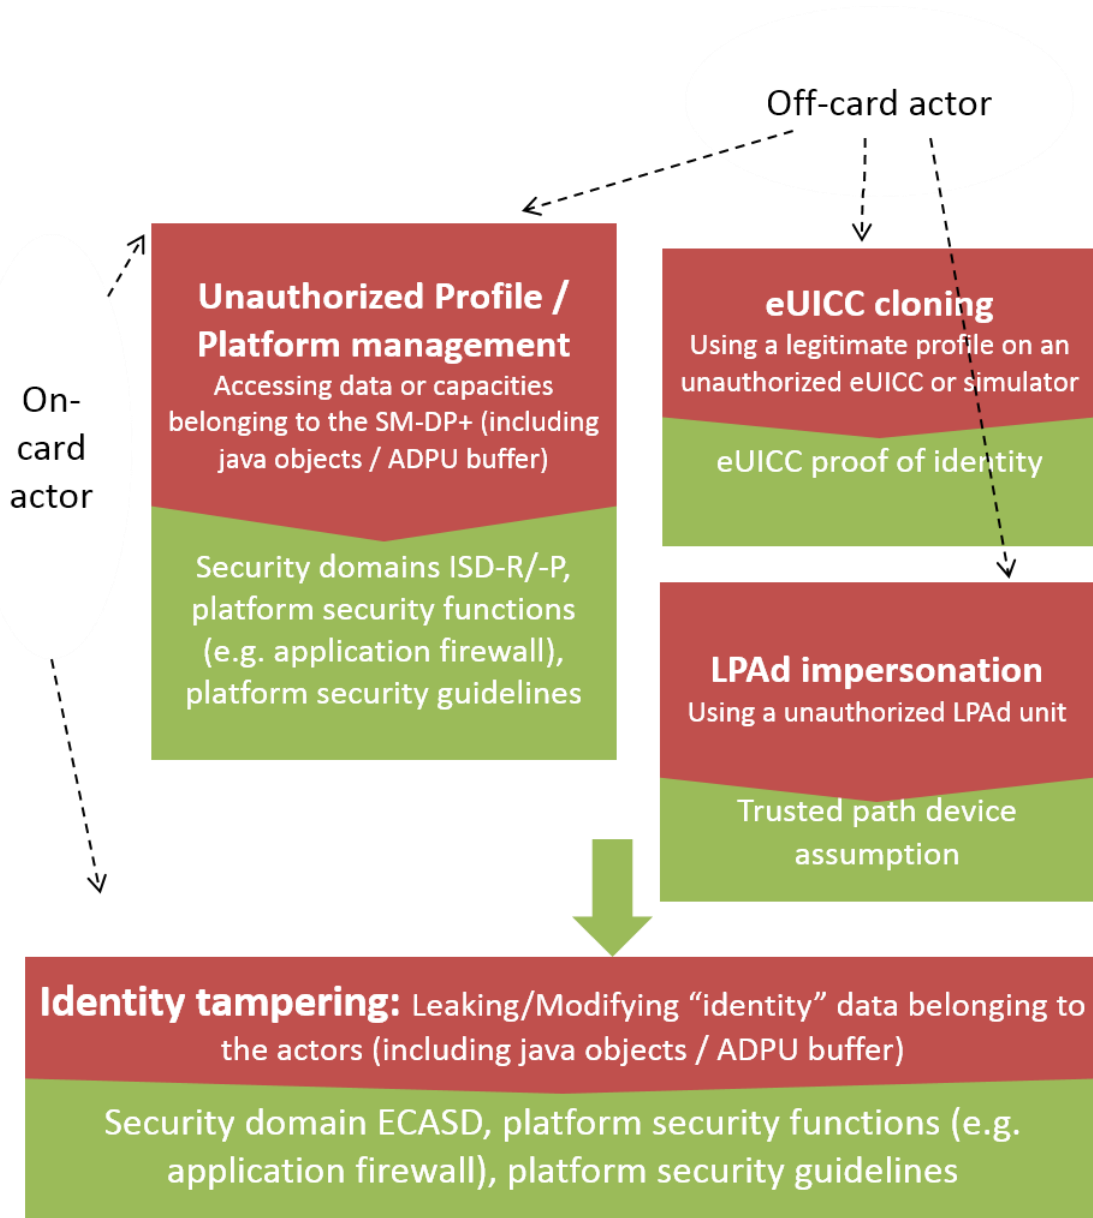 Off-card actor
On-
card
actor
Unauthorized Profile /
Platform management
Accessing data or capacities
belonging to the SM-DP+ (including
java objects / ADPU buffer)
Security domains ISD-R/-P,
platform security functions
(e.g. application firewall),
platform security guidelines
eUICC cloning
Using a legitimate profile on an
unauthorized eUICC or simulator
eUICC proof of identity
LPAd impersonation
Using a unauthorized LPAd unit
Trusted path device
assumption
Identity tampering: Leaking/Modifying “identity” data belonging to
the actors (including java objects / ADPU buffer)
Security domain ECASD, platform security functions (e.g.
application firewall), platform security guidelines